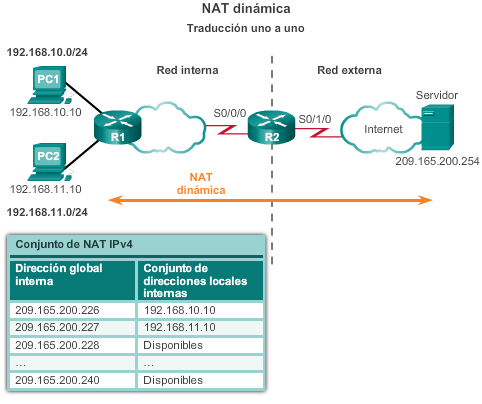 NAT dinámica
Traducción uno a uno
192.168.10.0/24
PC1
192.168.10.10
Red interna
Red externa
S0/0/0
R1
R2
S0/1/0
Internet
Servidor
209.165.200.254
PC2
192.168.11.10
192.168.11.0/24
NAT
dinámica
Conjunto de NAT IPv4
Dirección global interna
Conjunto de direcciones locales internas
209.165.200.226 192.168.10.10
209.165.200.227 192.168.11.10
209.165.200.228 Disponibles
... ...
209.165.200.240 Disponibles